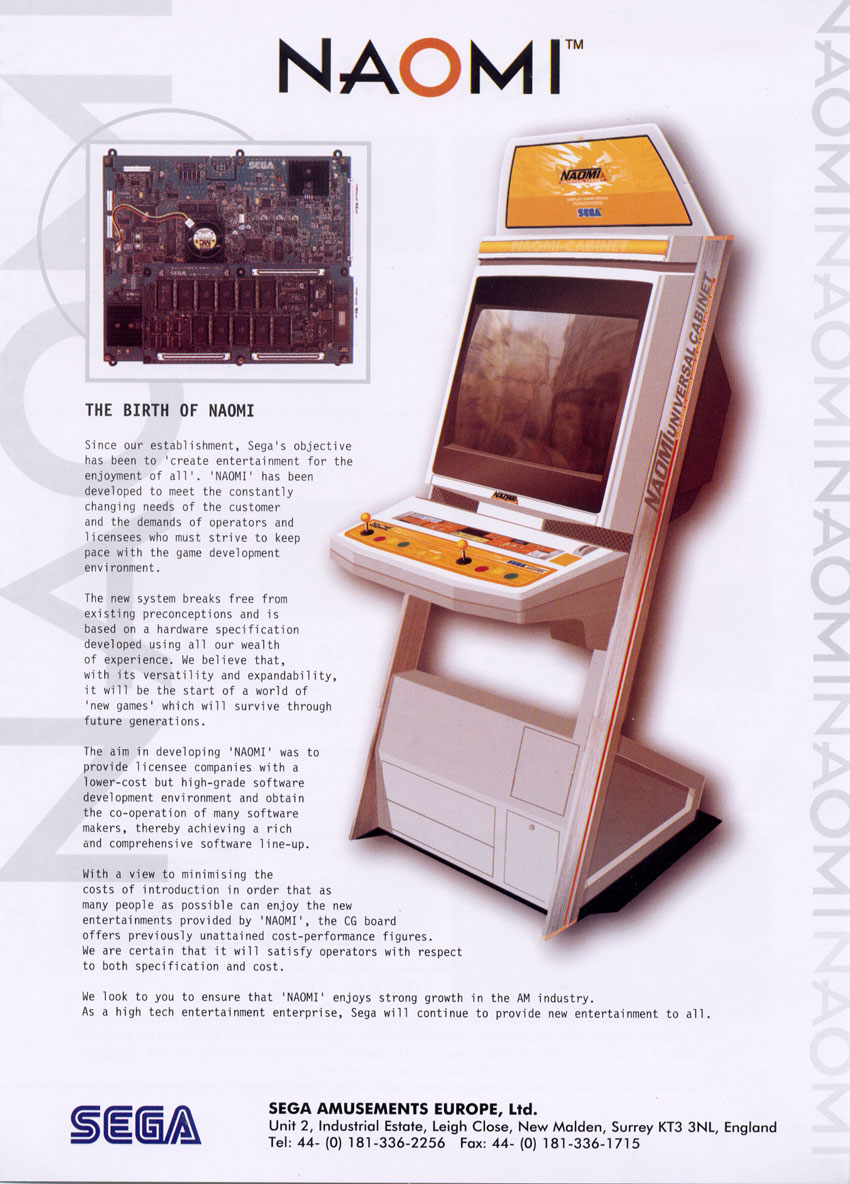 NAOMI™
SEGA
SEGA
NAOMI
SEGA
NAOMI CABINET
NAOMI UNIVERSAL CABINET
NAOMI
SEGA
THE BIRTH OF NAOMI
Since our establishment, Sega's objective
has been to 'create entertainment for the
enjoyment of all'. 'NAOMI' has been
developed to meet the constantly
changing needs of the customer
and the demands of operators and
licensees who must strive to keep
pace with the game development
environment.
The new system breaks free from
existing preconceptions and is
based on a hardware specification
developed using all our wealth
of experience. We believe that,
with its versatility and expandability,
it will be the start of a world of
'new games' which will survive through
future generations.
The aim in developing 'NAOMI' was to
provide licensee companies with a
lower-cost but high-grade software
development environment and obtain
the co-operation of many software
makers, thereby achieving a rich
and comprehensive software line-up.
With a view to minimising the
costs of introduction in order that as
many people as possible can enjoy the new
entertainments provided by 'NAOMI', the CG board
offers previously unattained cost-performance figures.
We are certain that it will satisfy operators with respect
to both specification and cost.
We look to you to ensure that 'NAOMI' enjoys strong growth in the AM industry.
As a high tech entertainment enterprise, Sega will continue to provide new entertainment to all.
SEGA
SEGA AMUSEMENTS EUROPE, Ltd.
Unit 2, Industrial Estate, Leigh Close, New Malden, Surrey KT3 3NL, England
Tel: 44- (0) 181-336-2256 Fax: 44- (0) 181-336-1715
NAOMI
NAOMINAOMINAOMINAOMINAOMINAOMI